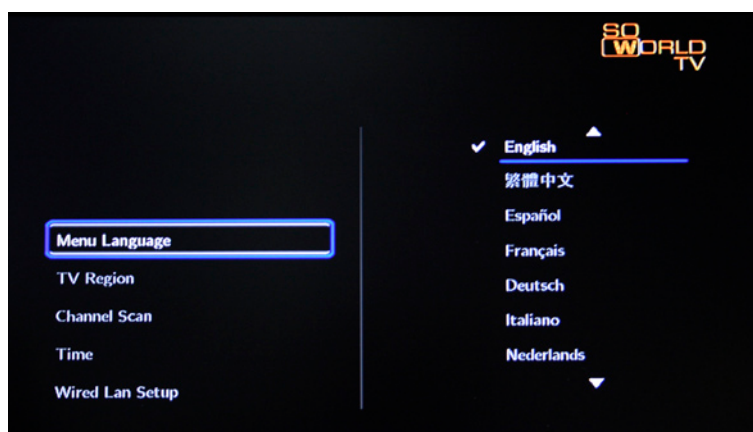 SO
WORLD
TV
Menu Language
TV Region
Channel Scan
Time
Wired Lan Setup
English
繁體中文
Español
Français
Deutsch
Italiano
Nederlands